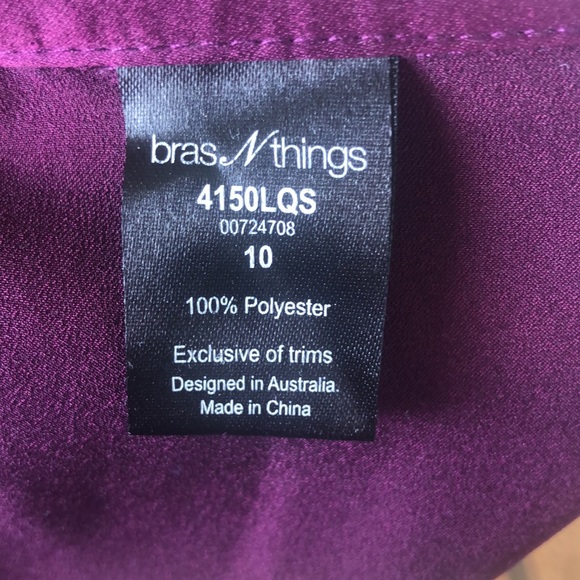 bras N things
4150LQS
00724708
10
100% Polyester
Exclusive of trims
Designed in Australia.
Made in China